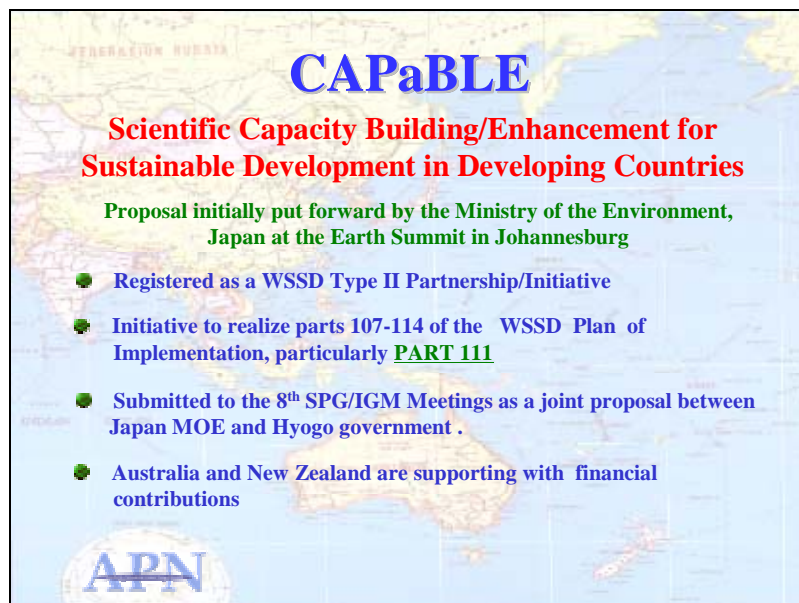 FEDERATION RUSSIA
CAPaBLE
Scientific Capacity Building/Enhancement for
Sustainable Development in Developing Countries
Proposal initially put forward by the Ministry of the Environment,
Japan at the Earth Summit in Johannesburg
Registered as a WSSD Type II Partnership/Initiative
Initiative to realize parts 107-114 of the WSSD Plan of
Implementation, particularly PART 111
Submitted to the 8th SPG/IGM Meetings as a joint proposal between
Japan MOE and Hyogo government .
Australia and New Zealand are supporting with financial
contributions
APN